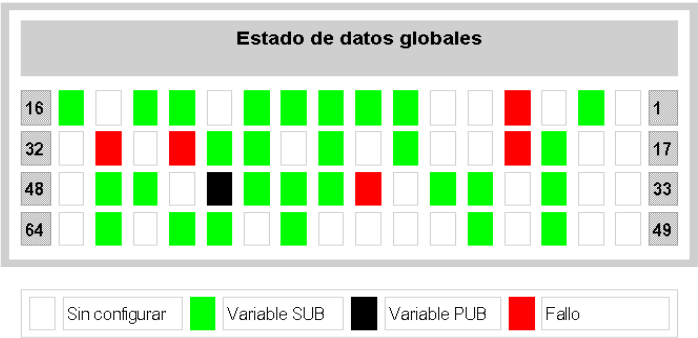 Estado de datos globales
16 1
32 17
48 33
64 49
Sin configurar Variable SUB Variable PUB Fallo